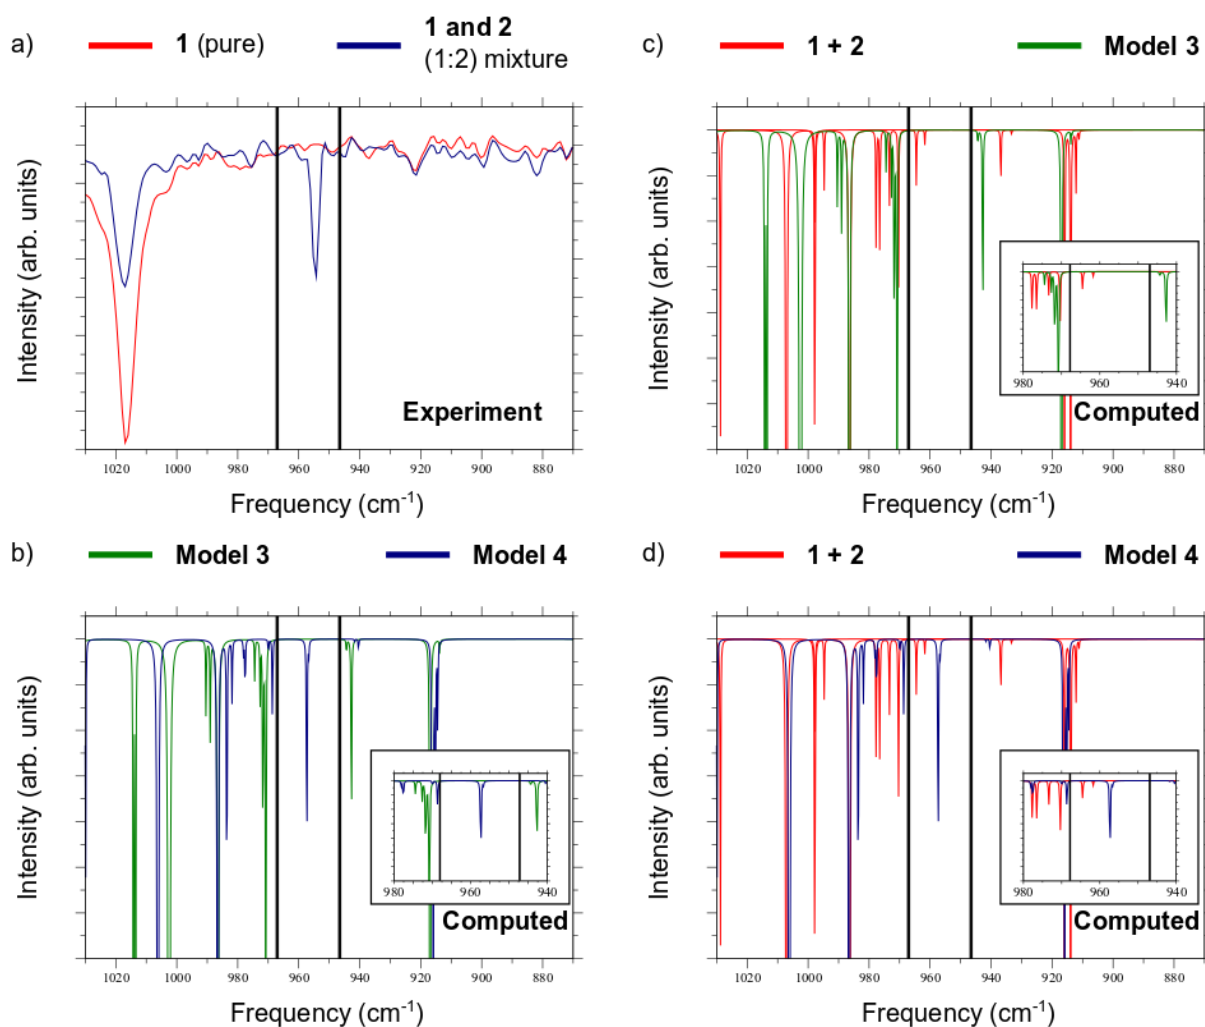 a)
1 (pure)
1 and 2
(1:2) mixture
Intensity (arb. units)
Experiment
1020 1000 980 960 940 920 900 880
Frequency (cm-1)
c)
1 + 2
Model 3
Intensity (arb. units)
980 960 940
Computed
1020 1000 980 960 940 920 900 880
Frequency (cm-1)
b)
Model 3
Model 4
Intensity (arb. units)
980 960 940
Computed
1020 1000 980 960 940 920 900 880
Frequency (cm-1)
d)
1 + 2
Model 4
Intensity (arb. units)
980 960 940
Computed
1020 1000 980 960 940 920 900 880
Frequency (cm-1)